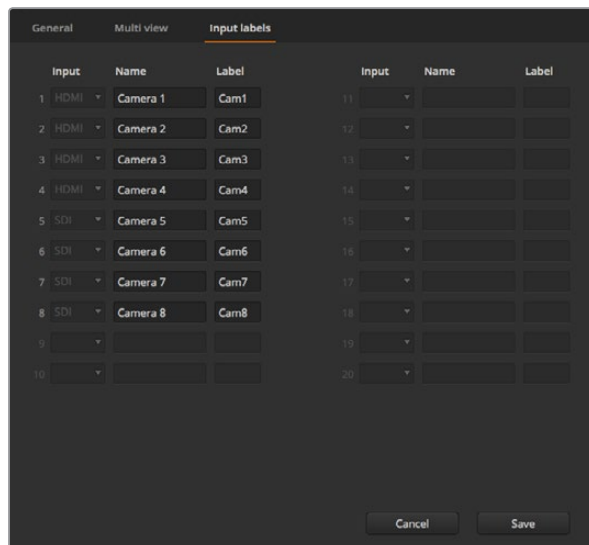 General Multi view Input labels
Input Name Label Input Name Label
1 HDMI Camera 1 Cam1 11
2 HDMI Camera 2 Cam2 12
3 HDMI Camera 3 Cam3 13
4 HDMI Camera 4 Cam4 14
5 SDI Camera 5 Cam5 15
6 SDI Camera 6 Cam6 16
7 SDI Camera 7 Cam7 17
8 SDI Camera 8 Cam8 18
9 19
10 20
Cancel Save